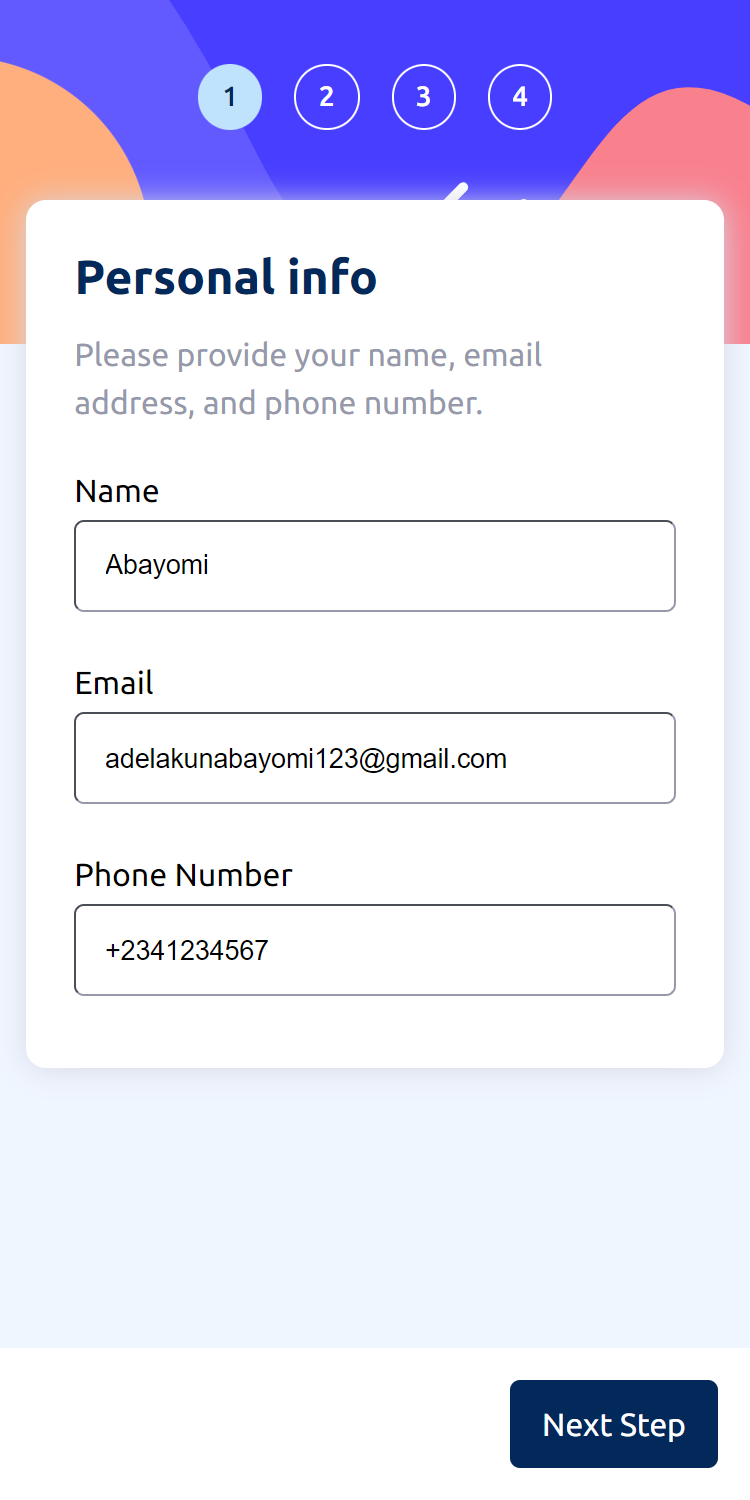 1 2 3 4
Personal info
Please provide your name, email
address, and phone number.
Name
Abayomi
Email
adelakunabayomi123@gmail.com
Phone Number
+2341234567
Next Step